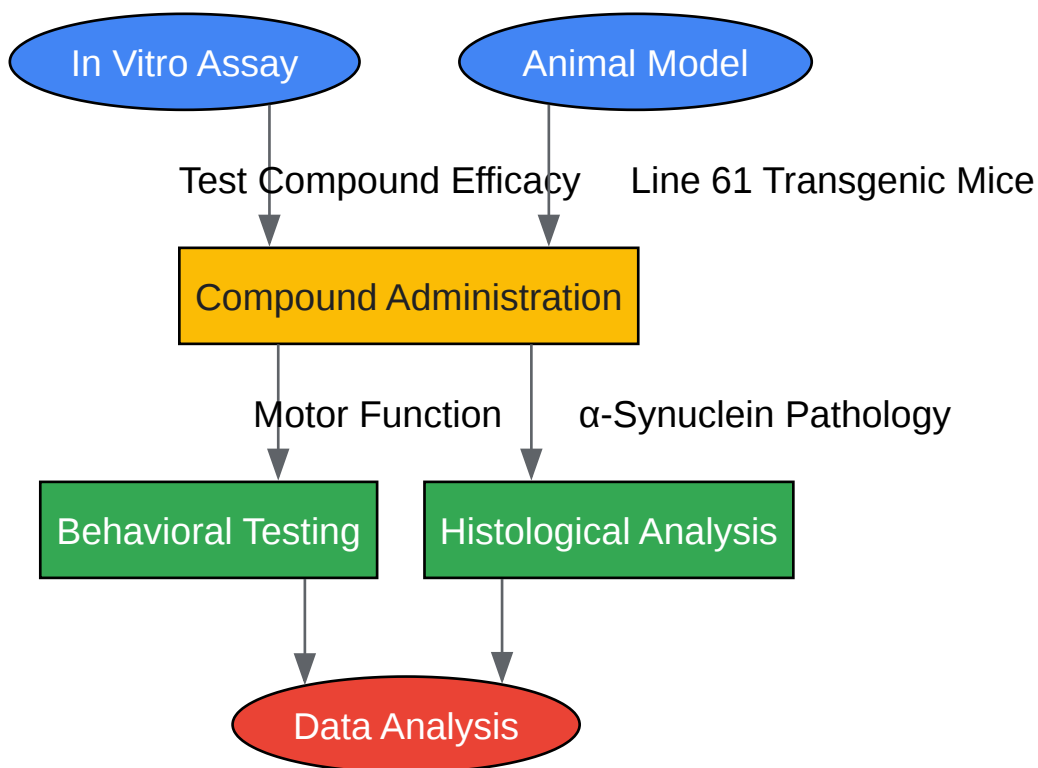 In Vitro Assay
Animal Model
Test Compound Efficacy
Line 61 Transgenic Mice
Compound Administration
Motor Function
α-Synuclein Pathology
Behavioral Testing
Histological Analysis
Data Analysis